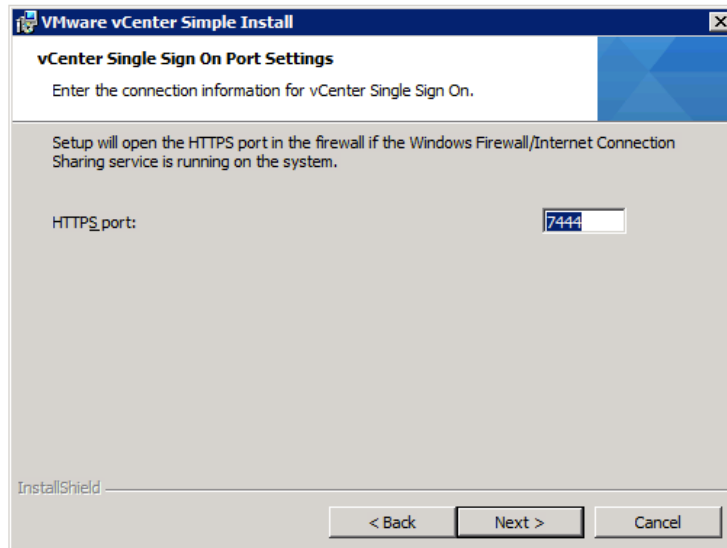 VMware vCenter Simple Install
vCenter Single Sign On Port Settings
Enter the connection information for vCenter Single Sign On.
Setup will open the HTTPS port in the firewall if the Windows Firewall/Internet Connection
Sharing service is running on the system.
HTTPS port:
7444
InstallShield
< Back
Next >
Cancel